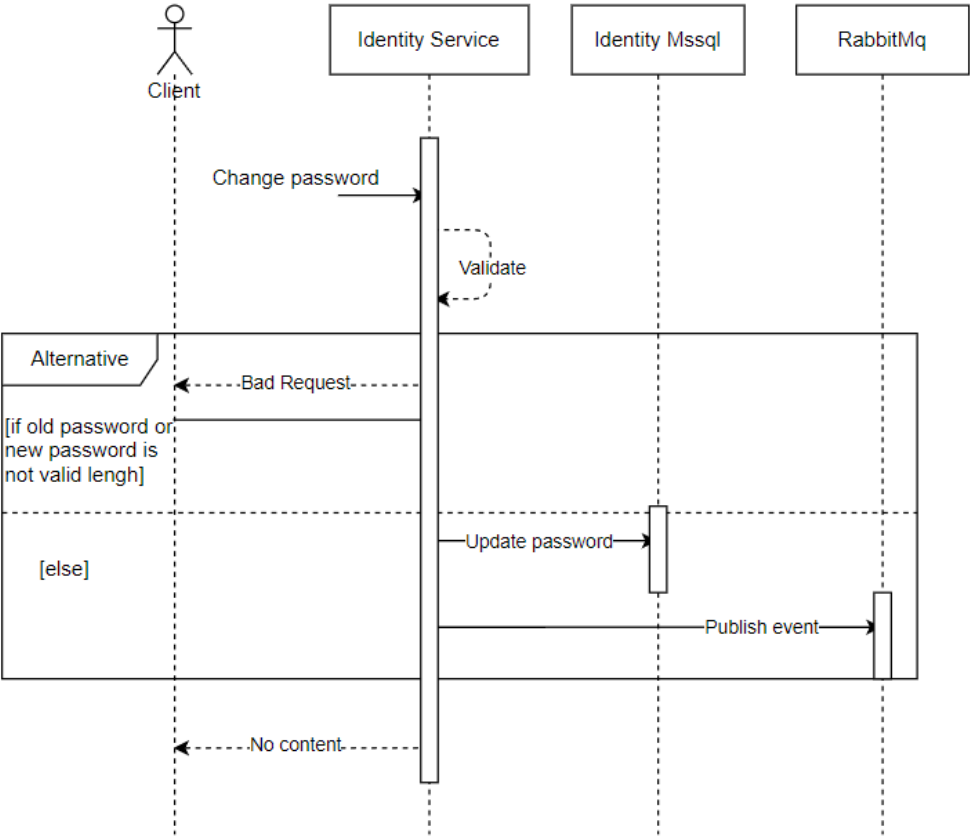 Client
Identity Service
Identity Mssql
RabbitMq
Change password
Validate
Alternative
Bad Request
[if old password or
new password is
not valid lengh]
Update password
[else]
Publish event
No content